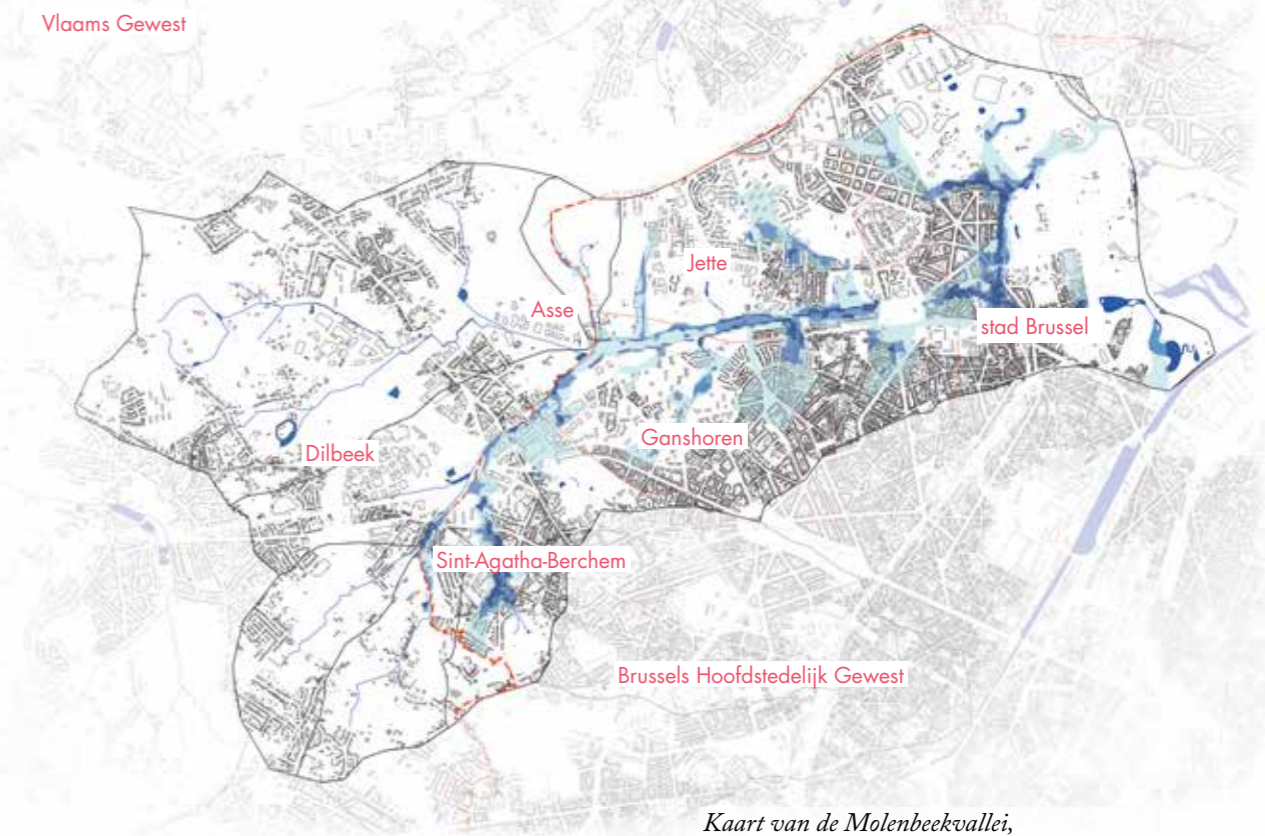 Vlaams Gewest
Jette
Asse
stad Brussel
Ganshoren
Dilbeek
Sint-Agatha-Berchem
Brussels Hoofdstedelijk Gewest
Kaart van de Molenbeekvallei,